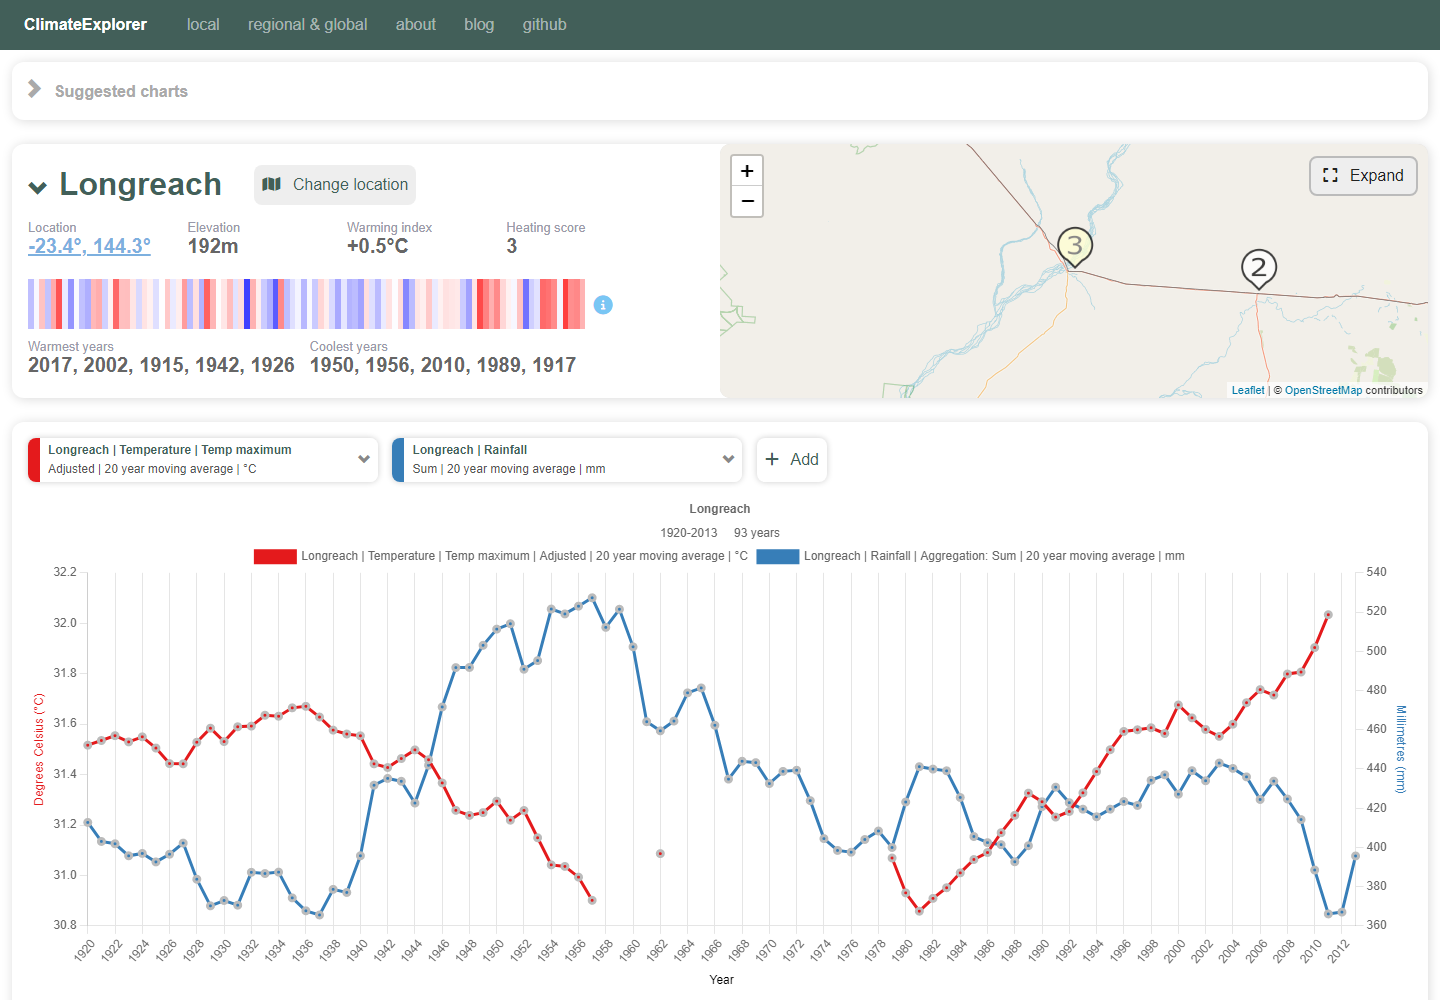 ClimateExplorer local regional & global about blog github
Suggested charts
Longreach Change location
Location Elevation Warming index Heating score
-23.4°, 144.3° 192m +0.5°C 3
Warmest years Coolest years
2017, 2002, 1915, 1942, 1926 1950, 1956, 2010, 1989, 1917
+
−
Expand
3
2
Leaflet | © OpenStreetMap contributors
Longreach | Temperature | Temp maximum
Adjusted | 20 year moving average | °C
Longreach | Rainfall
Sum | 20 year moving average | mm
+ Add
Longreach
1920-2013 93 years
Longreach | Temperature | Temp maximum | Adjusted | 20 year moving average | °C Longreach | Rainfall | Aggregation: Sum | 20 year moving average | mm
Degrees Celsius (°C)
32.2
32.0
31.8
31.6
31.4
31.2
31.0
30.8
540
520
500
480
460
440
420
400
380
360
Millimetres (mm)
1920 1922 1924 1926 1928 1930 1932 1934 1936 1938 1940 1942 1944 1946 1948 1950 1952 1954 1956 1958 1960 1962 1964 1966 1968 1970 1972 1974 1976 1978 1980 1982 1984 1986 1988 1990 1992 1994 1996 1998 2000 2002 2004 2006 2008 2010 2012
Year